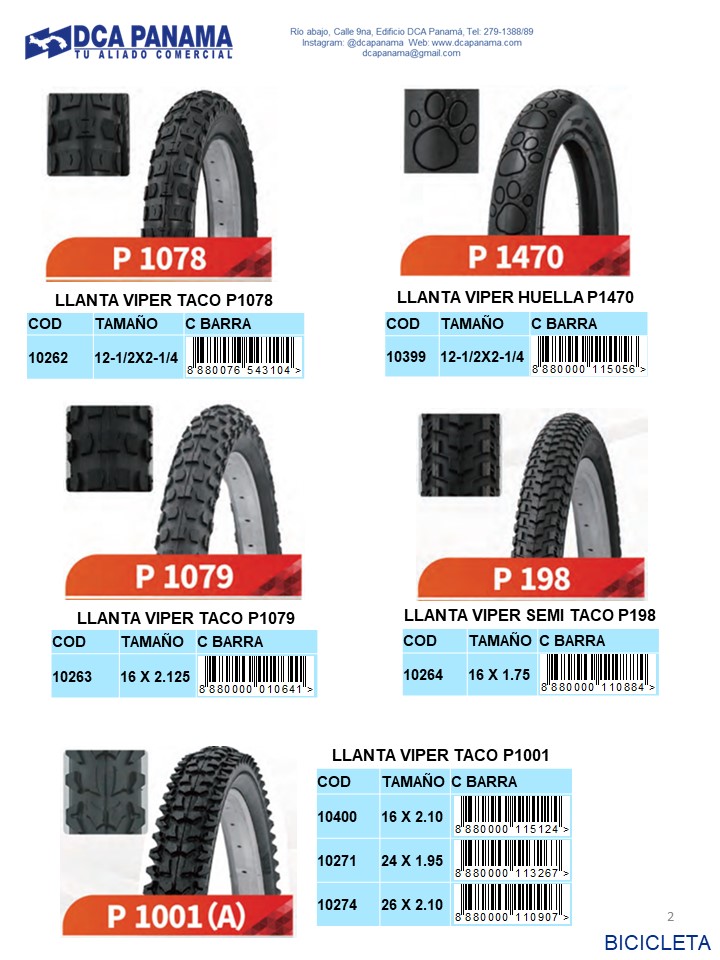 DCA PANAMA
TU ALIADO COMERCIAL
Río abajo, Calle 9na, Edificio DCA Panamá, Tel: 279-1388/89
Instagram: @dcapanama Web: www.dcapanama.com
dcapanama@gmail.com
P 1078
LLANTA VIPER TACO P1078
COD TAMAÑO C BARRA
10262 12-1/2X2-1/4
8 880076 543104 >
P 1470
LLANTA VIPER HUELLA P1470
COD TAMAÑO C BARRA
10399 12-1/2X2-1/4
8 880000 115056 >
P 1079
LLANTA VIPER TACO P1079
COD TAMAÑO C BARRA
10263 16 X 2.125
8 880000 010641 >
P 198
LLANTA VIPER SEMI TACO P198
COD TAMAÑO C BARRA
10264 16 X 1.75
8 880000 110884 >
P 1001(A)
LLANTA VIPER TACO P1001
COD TAMAÑO C BARRA
10400 16 X 2.10
8 880000 115124 >
10271 24 X 1.95
8 880000 113267 >
10274 26 X 2.10
8 880000 110907 >
2
BICICLETA